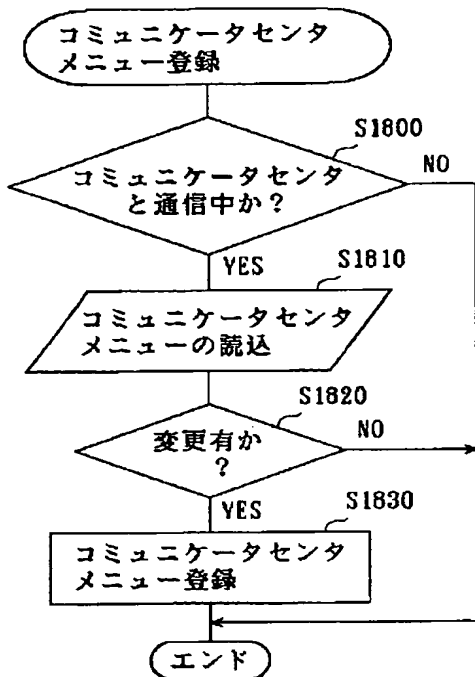 コミュニケータセンタ
メニュー登録
S1800
コミュニケータセンタ
と通信中か?
NO
YES
S1810
コミュニケータセンタ
メニューの読込
S1820
変更有か
?
NO
YES
S1830
コミュニケータセンタ
メニュー登録
エンド